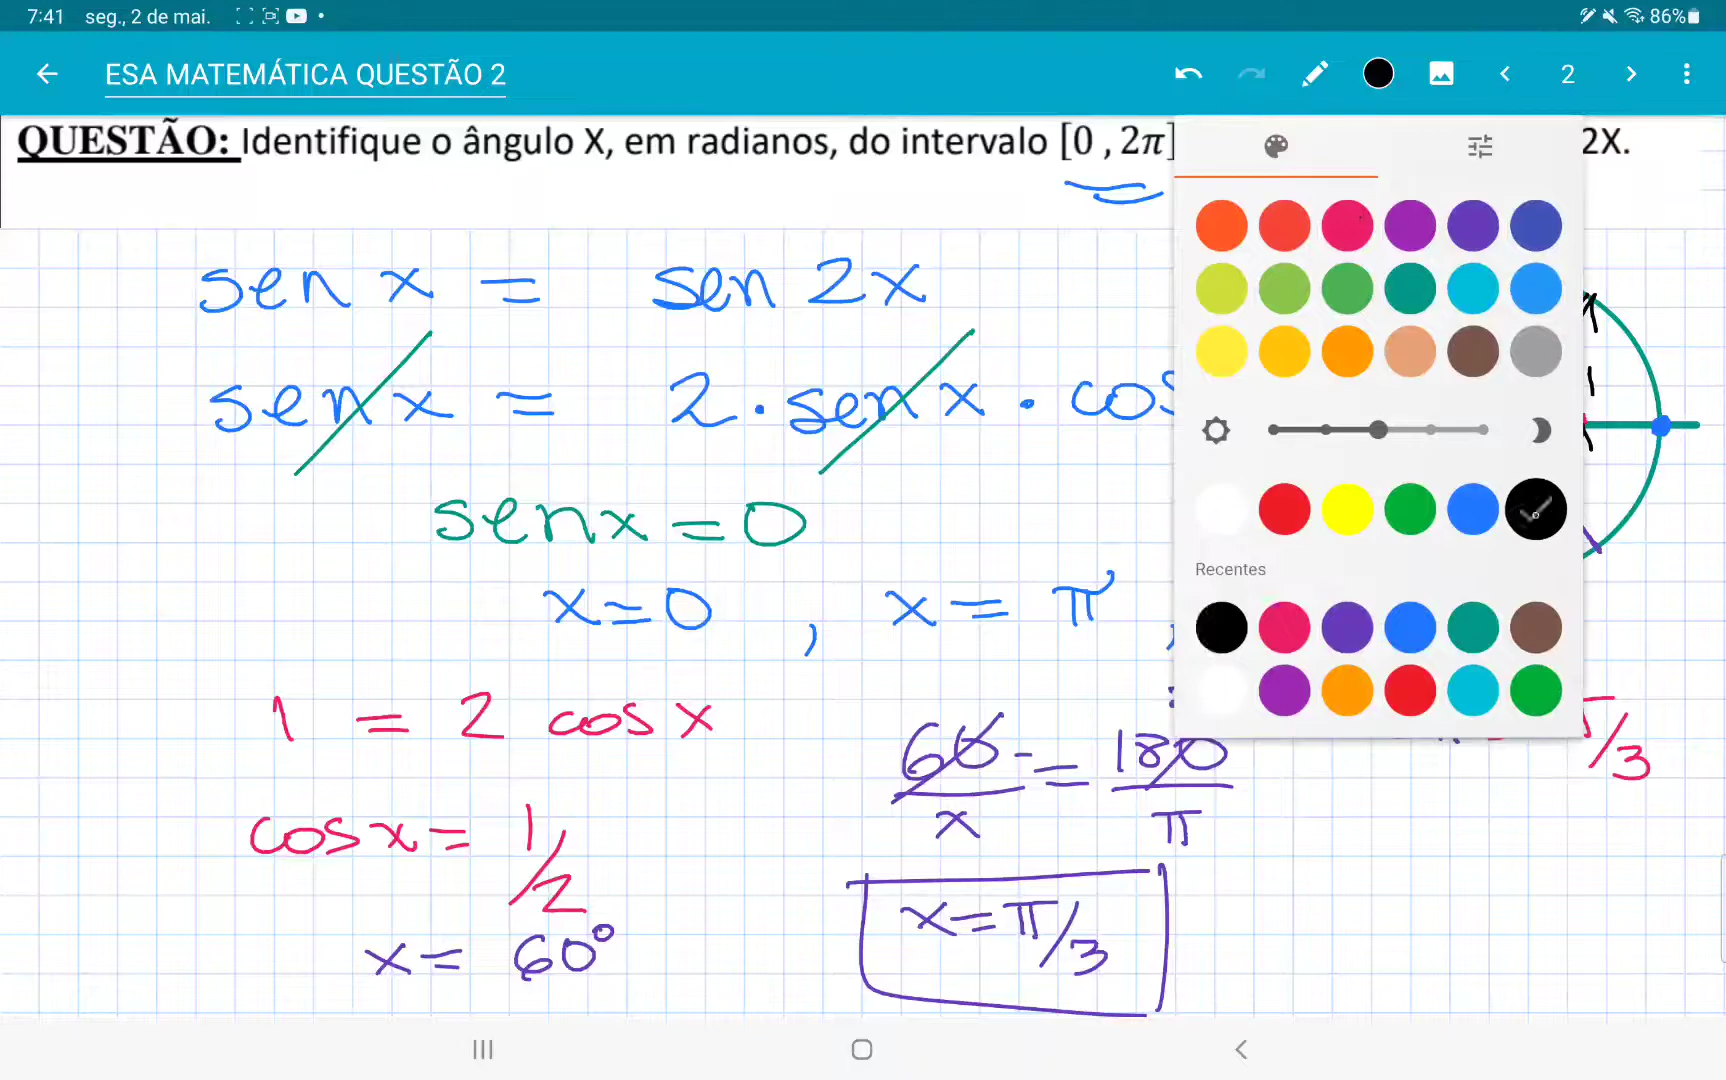 7:41 seg., 2 de mai. 86%
ESA MATEMÁTICA QUESTÃO 2 2
QUESTÃO: Identifique o ângulo X, em radianos, do intervalo [0 , 2π] 2X.
sen x = sen 2x
sen x = 2 · sen x · cos
sen x = 0
x = 0 , x = π
Recentes
1 = 2 cos x
60 = 180
x π
/3
cos x = 1/2
x = π/3
x = 60°